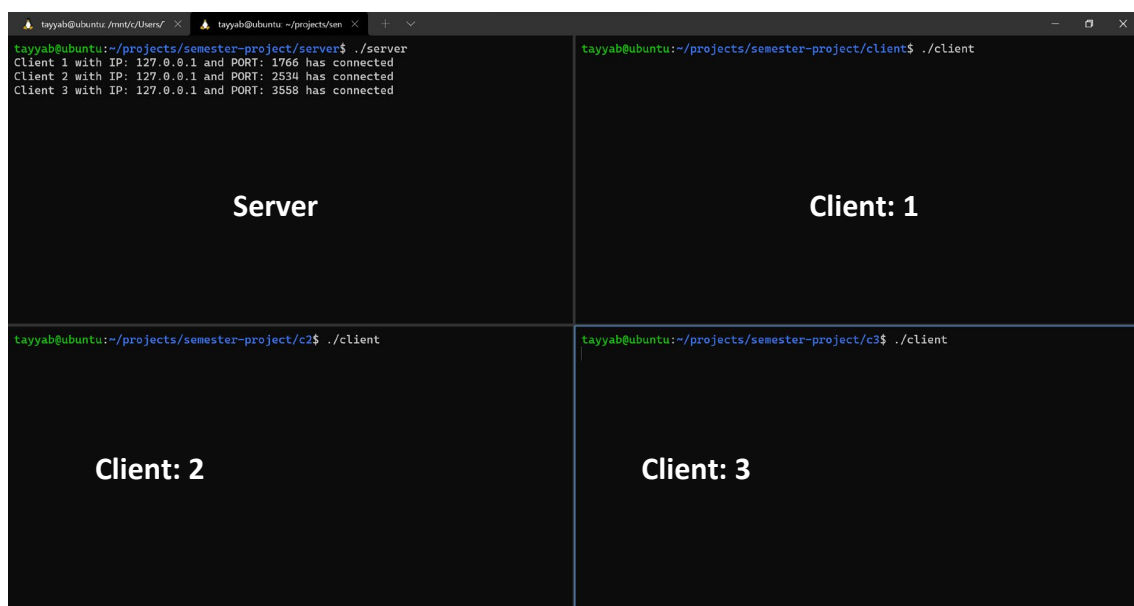 tayyab@ubuntu: /mnt/c/Users/T
tayyab@ubuntu: ~/projects/sen
tayyab@ubuntu:~/projects/semester-project/server$ ./server
Client 1 with IP: 127.0.0.1 and PORT: 1766 has connected
Client 2 with IP: 127.0.0.1 and PORT: 2534 has connected
Client 3 with IP: 127.0.0.1 and PORT: 3558 has connected
Server
tayyab@ubuntu:~/projects/semester-project/client$ ./client
Client: 1
tayyab@ubuntu:~/projects/semester-project/c2$ ./client
Client: 2
tayyab@ubuntu:~/projects/semester-project/c3$ ./client
Client: 3